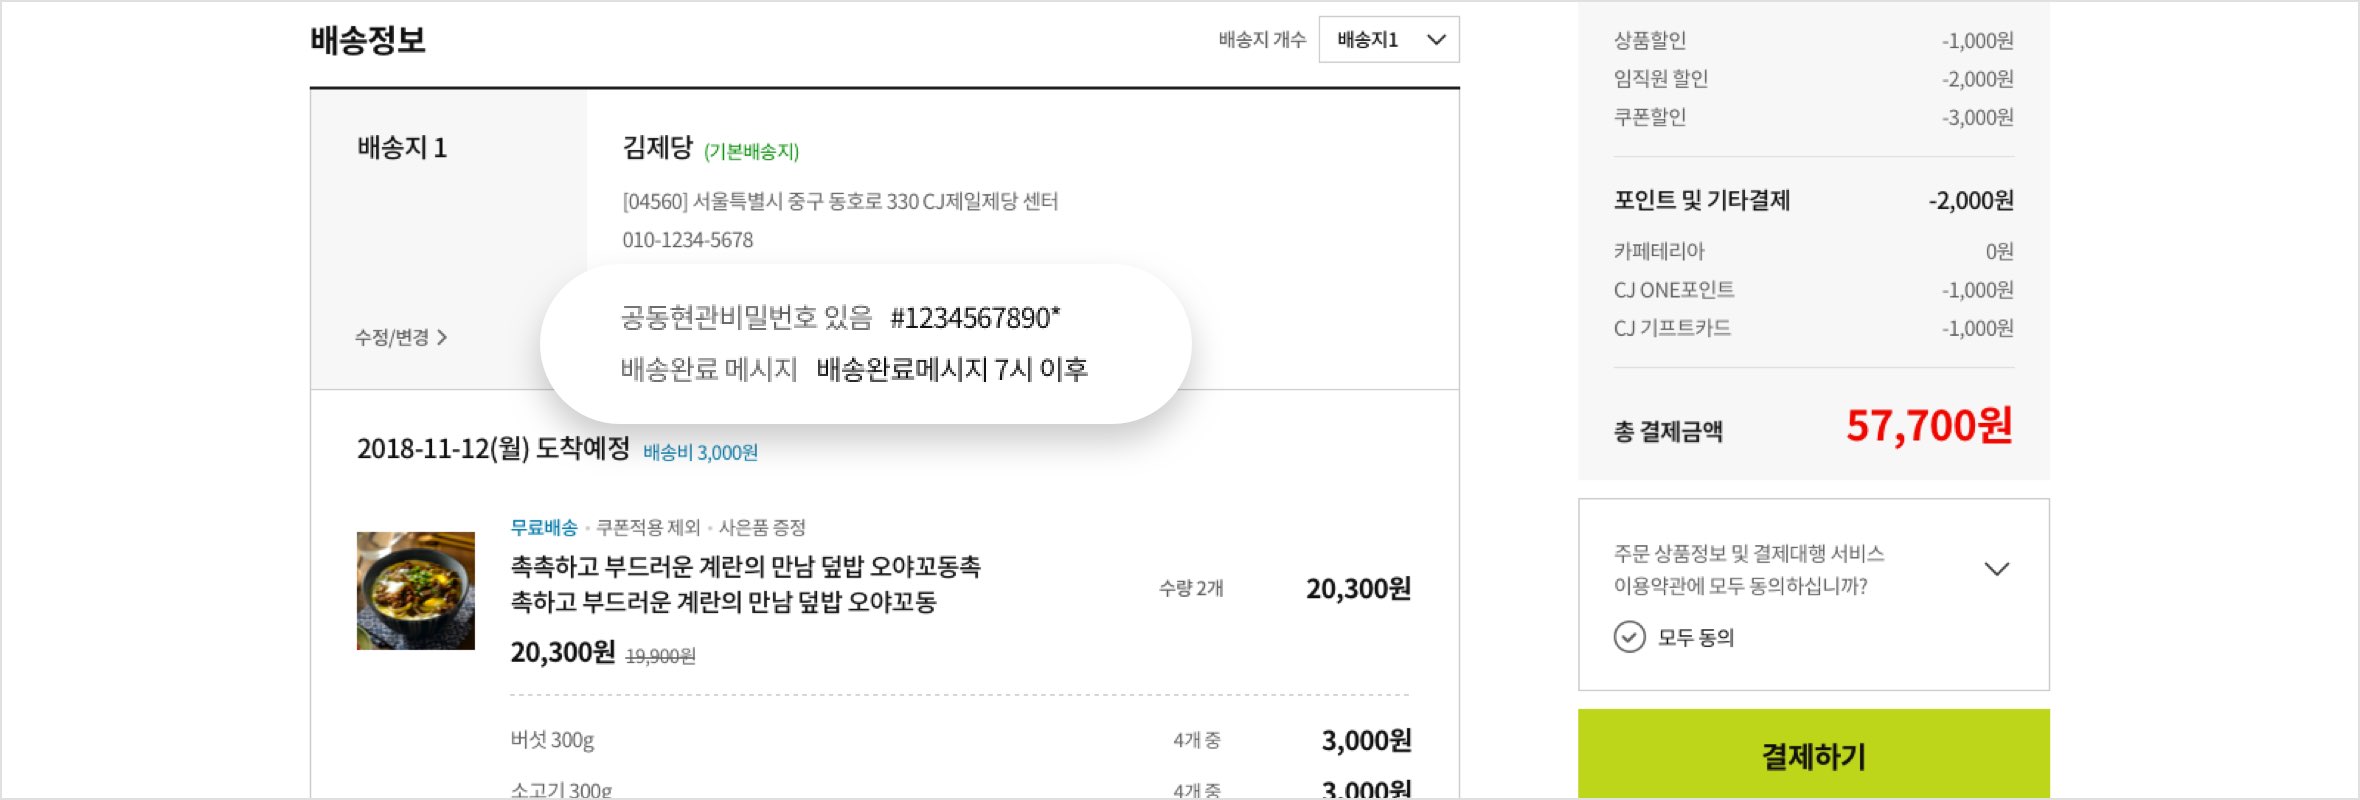 배송정보
배송지 개수 배송지1
배송지 1
김제당 (기본배송지)
[04560] 서울특별시 중구 동호로 330 CJ제일제당 센터
010-1234-5678
공동현관비밀번호 있음 #1234567890*
배송완료 메시지 배송완료메시지 7시 이후
수정/변경
2018-11-12(월) 도착예정 배송비 3,000원
무료배송 • 쿠폰적용 제외 • 사은품 증정
촉촉하고 부드러운 계란의 만남 덮밥 오야꼬동촉
촉하고 부드러운 계란의 만남 덮밥 오야꼬동
수량 2개 20,300원
20,300원 19,900원
버섯 300g 4개 중 3,000원
소고기 300g 4개 중 3,000원
상품할인 -1,000원
임직원 할인 -2,000원
쿠폰할인 -3,000원
포인트 및 기타결제 -2,000원
카페테리아 0원
CJ ONE포인트 -1,000원
CJ 기프트카드 -1,000원
총 결제금액 57,700원
주문 상품정보 및 결제대행 서비스
이용약관에 모두 동의하십니까?
모두 동의
결제하기